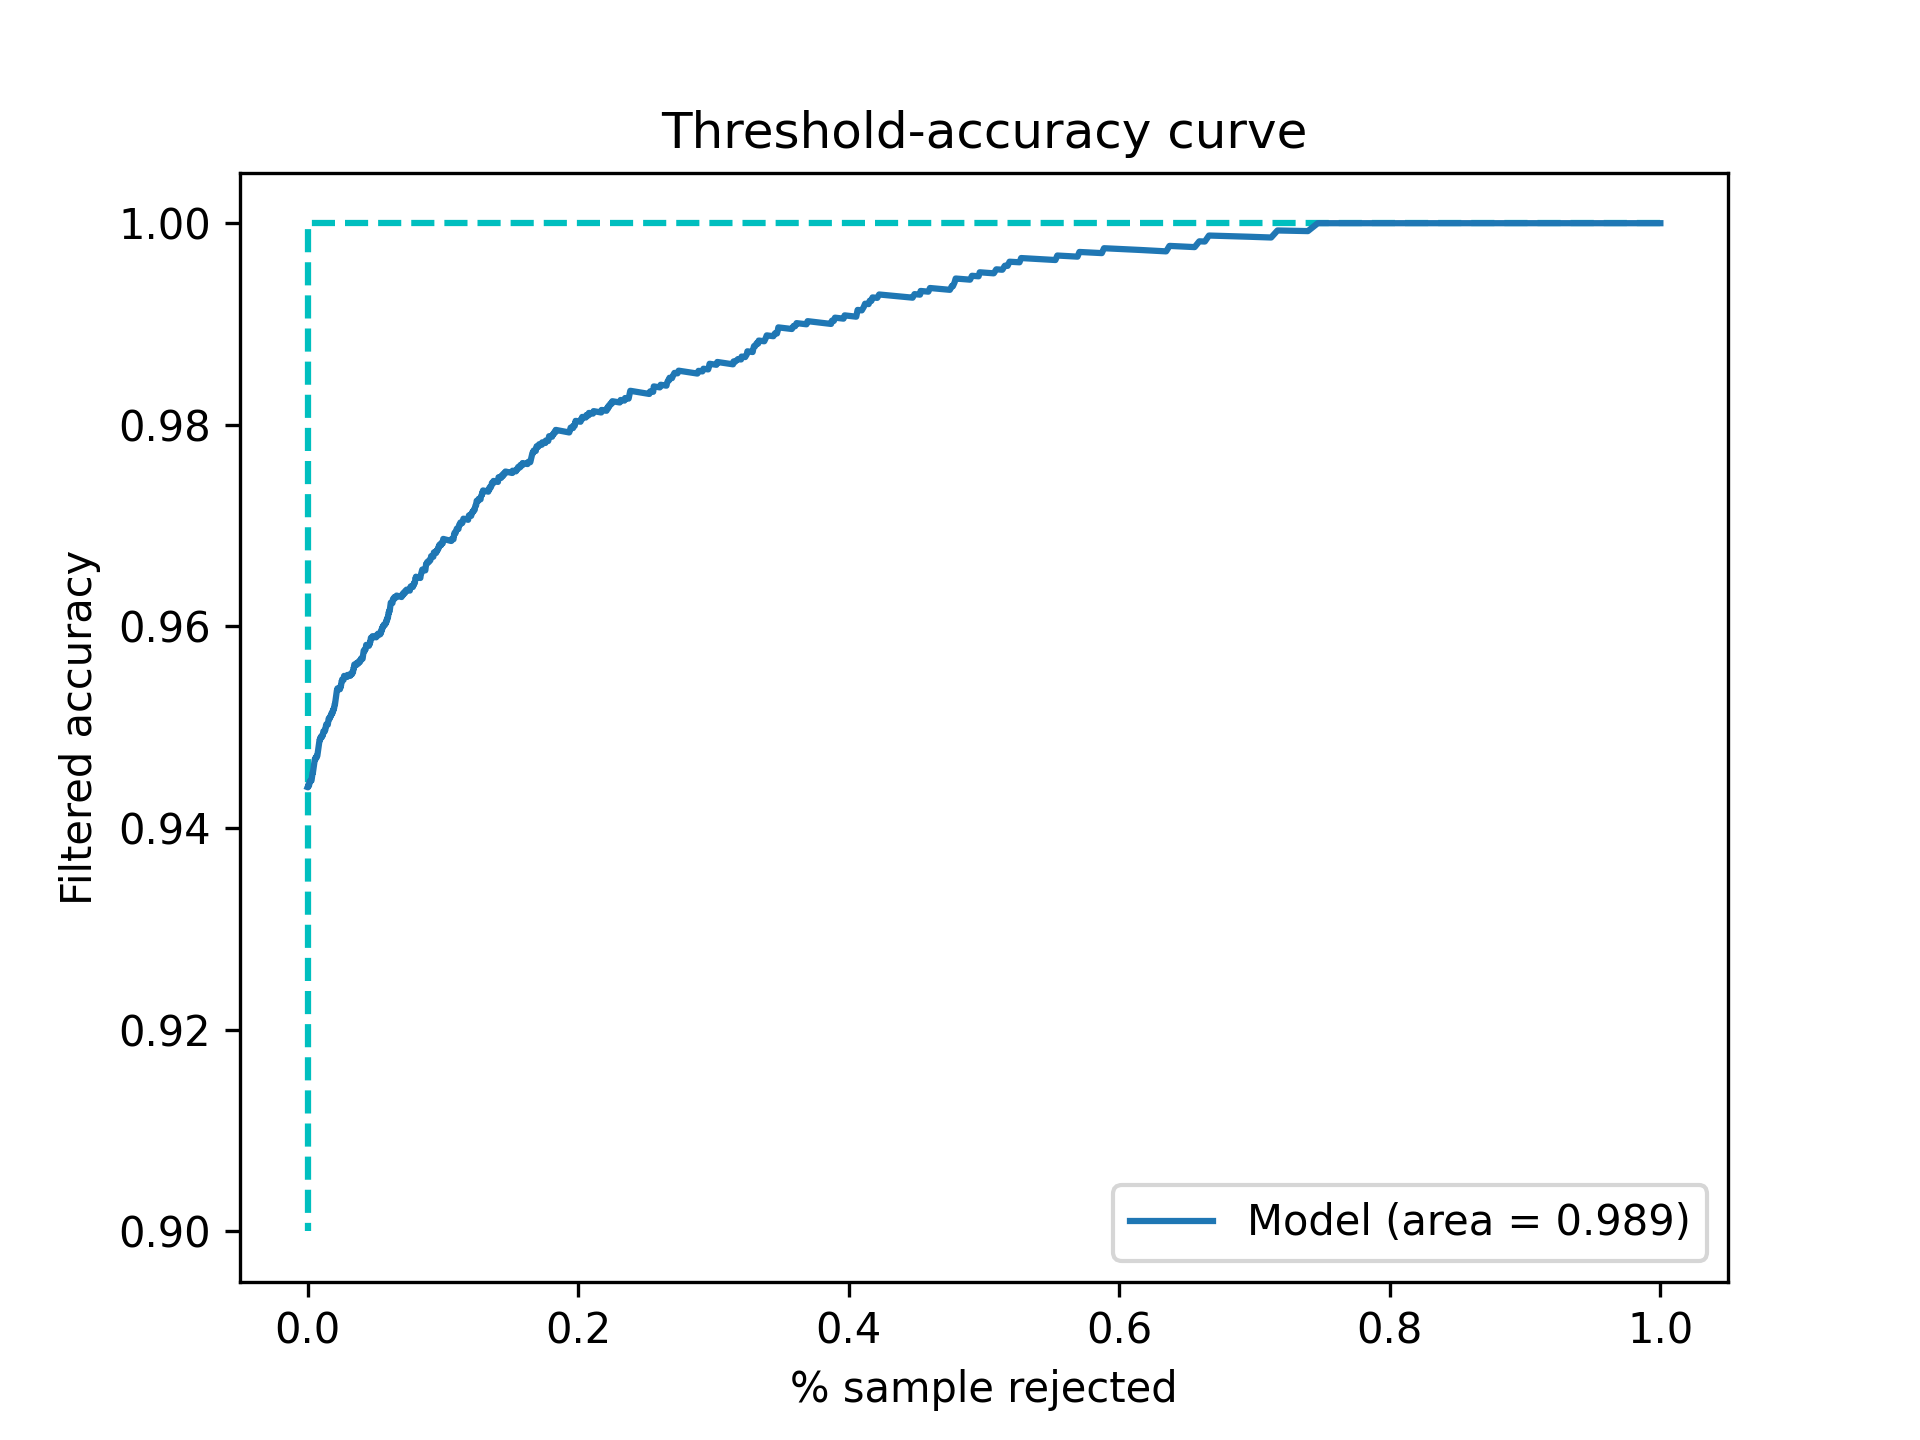 Threshold-accuracy curve
1.00
0.98
0.96
0.94
0.92
0.90
Filtered accuracy
Model (area = 0.989)
0.0 0.2 0.4 0.6 0.8 1.0
% sample rejected